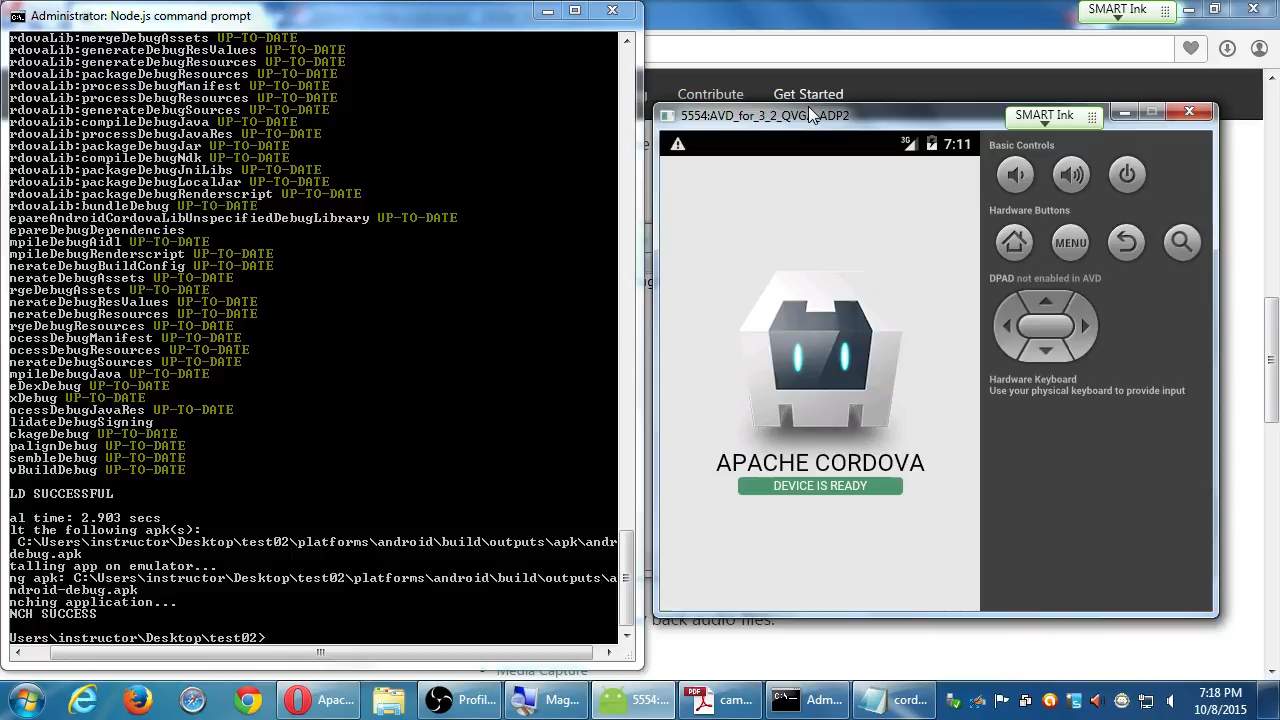 Administrator: Node.js command prompt
rdovaLib:mergeDebugAssets UP-TO-DATE
rdovaLib:generateDebugResValues UP-TO-DATE
rdovaLib:generateDebugResources UP-TO-DATE
rdovaLib:packageDebugResources UP-TO-DATE
rdovaLib:processDebugManifest UP-TO-DATE
rdovaLib:processDebugResources UP-TO-DATE
rdovaLib:generateDebugSources UP-TO-DATE
rdovaLib:compileDebugJava UP-TO-DATE
rdovaLib:processDebugJavaRes UP-TO-DATE
rdovaLib:packageDebugJar UP-TO-DATE
rdovaLib:compileDebugNdk UP-TO-DATE
rdovaLib:packageDebugJniLibs UP-TO-DATE
rdovaLib:packageDebugLocalJar UP-TO-DATE
rdovaLib:packageDebugRenderscript UP-TO-DATE
rdovaLib:bundleDebug UP-TO-DATE
epareAndroidCordovaLibUnspecifiedDebugLibrary UP-TO-DATE
epareDebugDependencies
mpileDebugAidl UP-TO-DATE
mpileDebugRenderscript UP-TO-DATE
nerateDebugBuildConfig UP-TO-DATE
nerateDebugAssets UP-TO-DATE
rgeDebugAssets UP-TO-DATE
nerateDebugResValues UP-TO-DATE
nerateDebugResources UP-TO-DATE
rgeDebugResources UP-TO-DATE
ocessDebugManifest UP-TO-DATE
ocessDebugResources UP-TO-DATE
nerateDebugSources UP-TO-DATE
mpileDebugJava UP-TO-DATE
eDexDebug UP-TO-DATE
xDebug UP-TO-DATE
ocessDebugJavaRes UP-TO-DATE
lidateDebugSigning
ckageDebug UP-TO-DATE
palignDebug UP-TO-DATE
sembleDebug UP-TO-DATE
vBuildDebug UP-TO-DATE
LD SUCCESSFUL
al time: 2.903 secs
lt the following apk(s):
C:\Users\instructor\Desktop\test02\platforms\android\build\outputs\apk\andr
debug.apk
talling app on emulator...
ng apk: C:\Users\instructor\Desktop\test02\platforms\android\build\outputs\a
ndroid-debug.apk
nching application...
NCH SUCCESS
Users\instructor\Desktop\test02>
SMART Ink
Contribute Get Started
5554:AVD_for_3_2_QVG ADP2
SMART Ink
3G 7:11
APACHE CORDOVA
DEVICE IS READY
Basic Controls
Hardware Buttons
MENU
DPAD not enabled in AVD
Hardware Keyboard
Use your physical keyboard to provide input
back audio files.
Media Capture
Apac...
Profil...
Mag...
5554:...
PDF cam...
Adm...
cord...
7:18 PM
10/8/2015